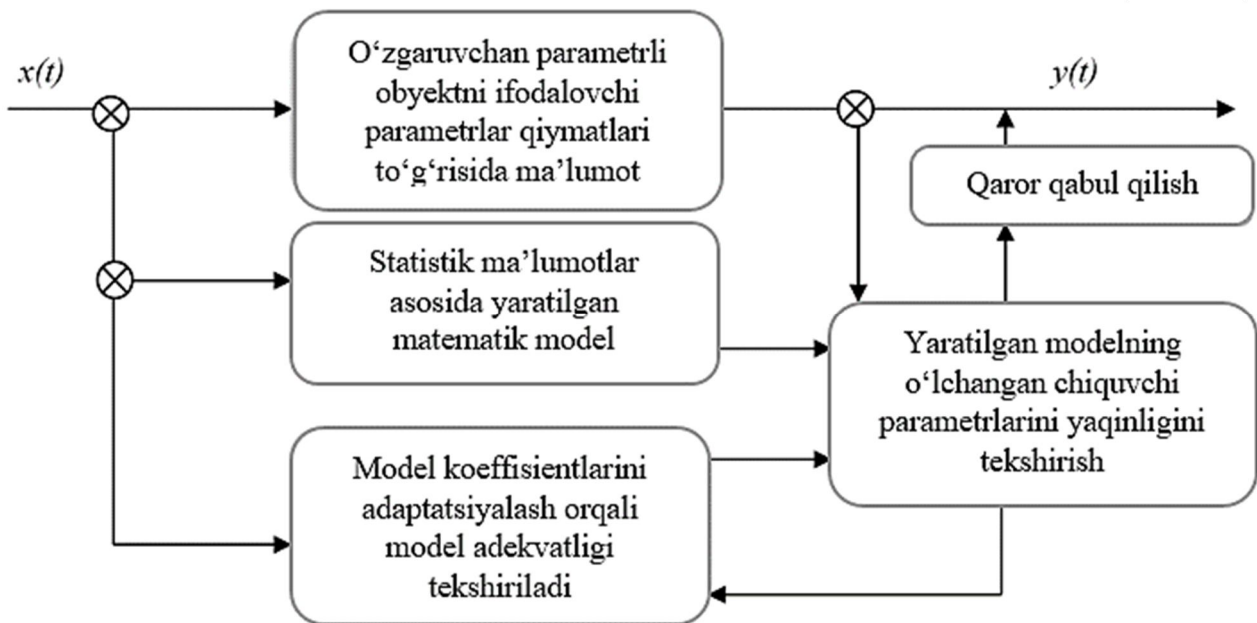 x(t)
O‘zgaruvchan parametrli
obyektni ifodalovchi
parametrlar qiymatlari
to‘g‘risida ma’lumot
y(t)
Qaror qabul qilish
Statistik ma’lumotlar
asosida yaratilgan
matematik model
Yaratilgan modelning
o‘lchangan chiquvchi
parametrlarini yaqinligini
tekshirish
Model koeffisientlarini
adaptatsiyalash orqali
model adekvatligi
tekshiriladi